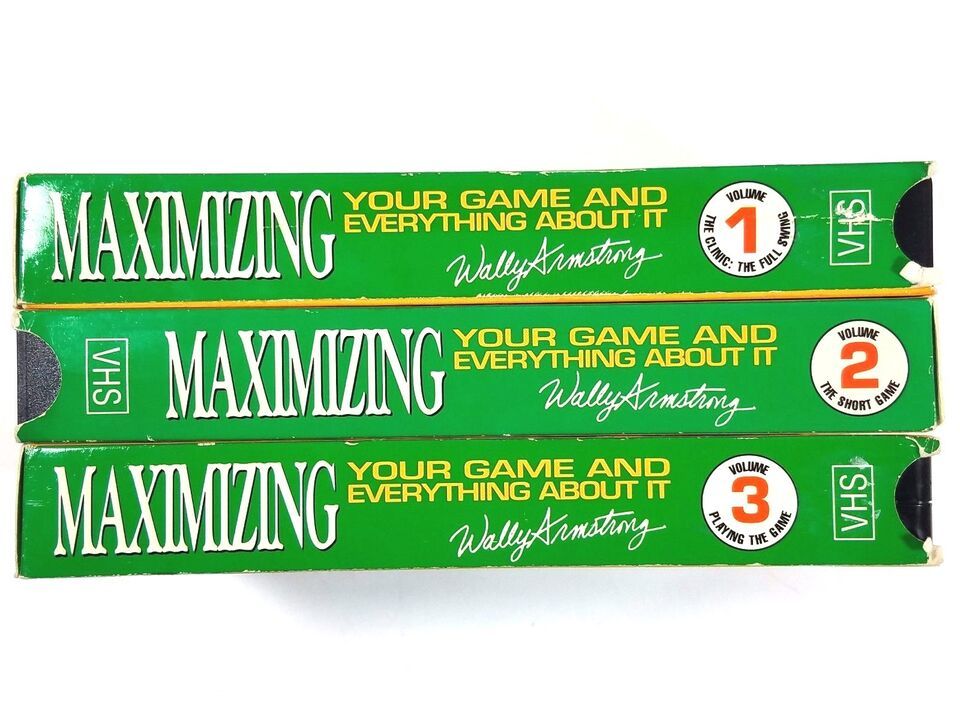 MAXIMIZING
YOUR GAME AND
EVERYTHING ABOUT IT
Wally Armstrong
VOLUME
1
THE CLINIC: THE FULL SWING
VHS
VHS
MAXIMIZING
YOUR GAME AND
EVERYTHING ABOUT IT
Wally Armstrong
VOLUME
2
THE SHORT GAME
MAXIMIZING
YOUR GAME AND
EVERYTHING ABOUT IT
Wally Armstrong
VOLUME
3
PLAYING THE GAME
VHS